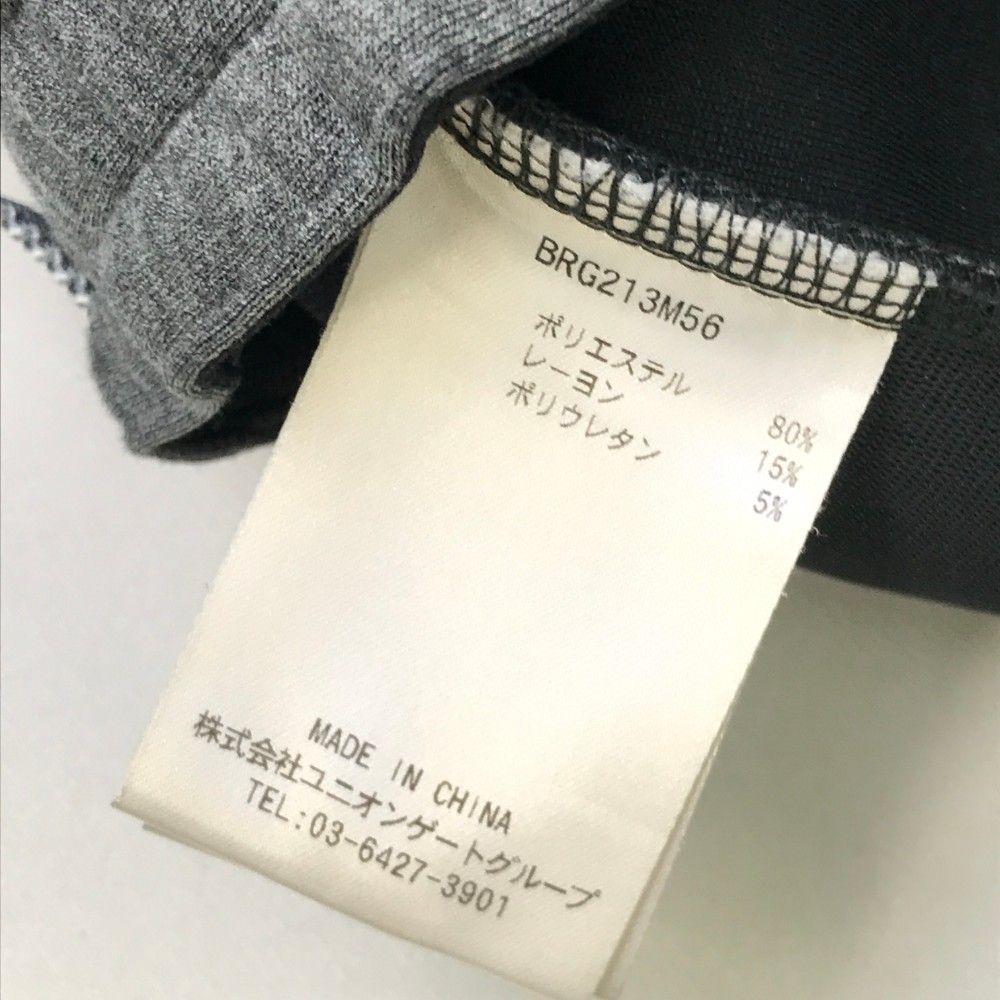 BRG213M56
ポリエステル 80%
レーヨン 15%
ポリウレタン 5%
MADE IN CHINA
株式会社ユニオンゲートグループ
TEL:03-6427-3901